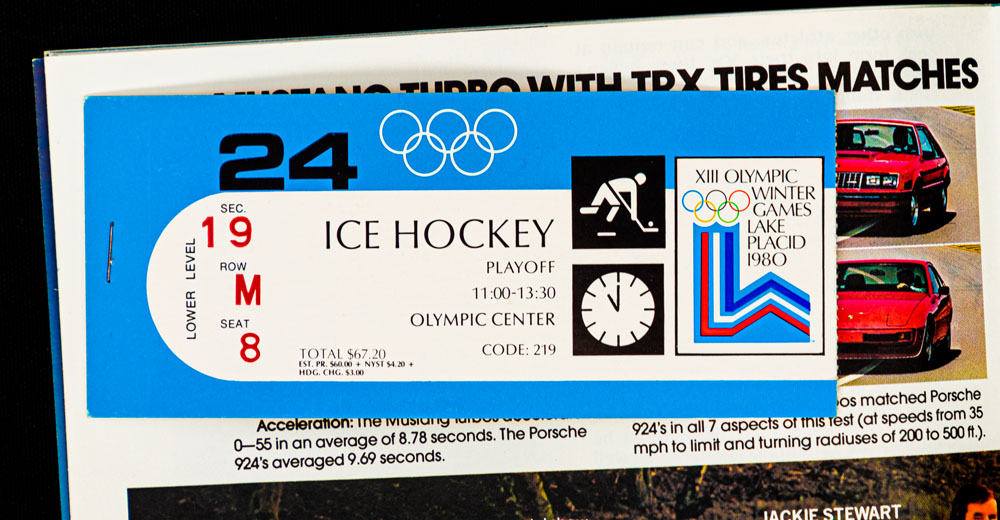 MUSTANG TURBO WITH TRX TIRES MATCHES
24
SEC.
19
ROW
M
SEAT
8
LOWER LEVEL
ICE HOCKEY
PLAYOFF
11:00-13:30
OLYMPIC CENTER
CODE: 219
TOTAL $67.20
EST. PR. $60.00 + NYST $4.20 +
HDG. CHG. $3.00
XIII OLYMPIC
WINTER
GAMES
LAKE
PLACID
1980
Acceleration: The Mustang Turbos
0–55 in an average of 8.78 seconds. The Porsche
924's averaged 9.69 seconds.
matched Porsche
924's in all 7 aspects of this test (at speeds from 35
mph to limit and turning radiuses of 200 to 500 ft.).
JACKIE STEWART